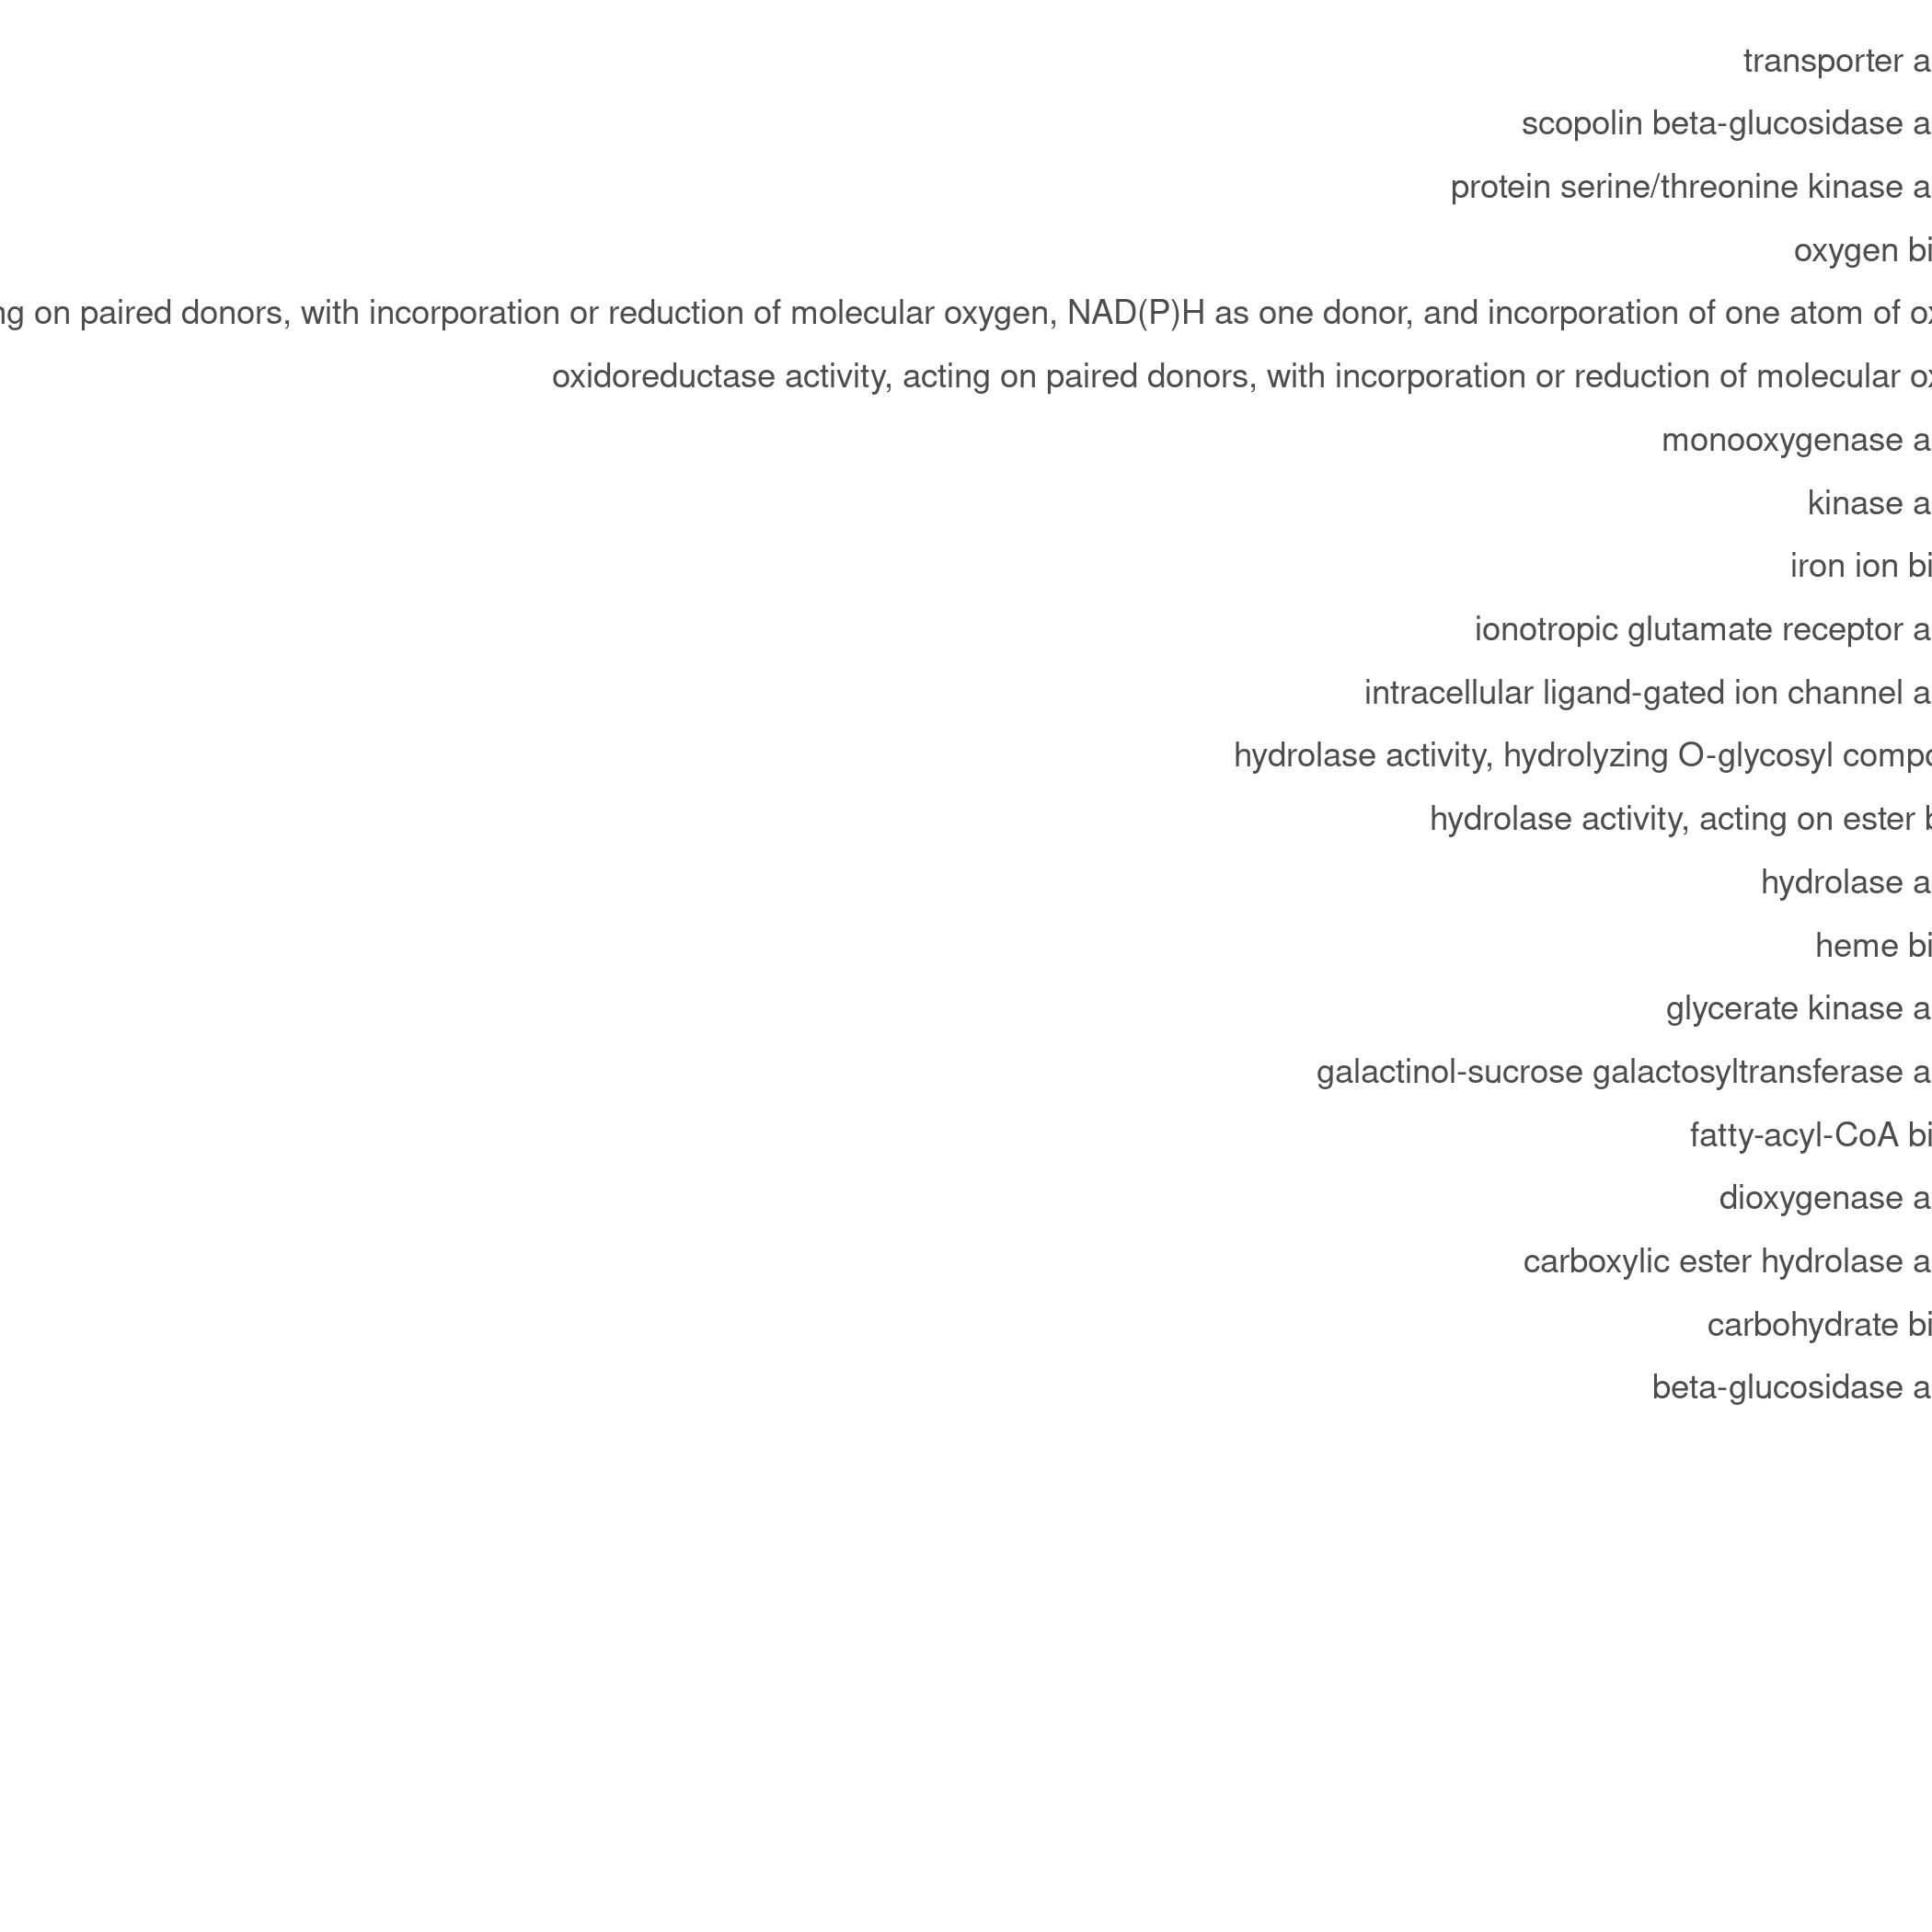 transporter a
scopolin beta-glucosidase a
protein serine/threonine kinase a
oxygen bi
ng on paired donors, with incorporation or reduction of molecular oxygen, NAD(P)H as one donor, and incorporation of one atom of ox
oxidoreductase activity, acting on paired donors, with incorporation or reduction of molecular ox
monooxygenase a
kinase a
iron ion bi
ionotropic glutamate receptor a
intracellular ligand-gated ion channel a
hydrolase activity, hydrolyzing O-glycosyl compo
hydrolase activity, acting on ester b
hydrolase a
heme bi
glycerate kinase a
galactinol-sucrose galactosyltransferase a
fatty-acyl-CoA bi
dioxygenase a
carboxylic ester hydrolase a
carbohydrate bi
beta-glucosidase a